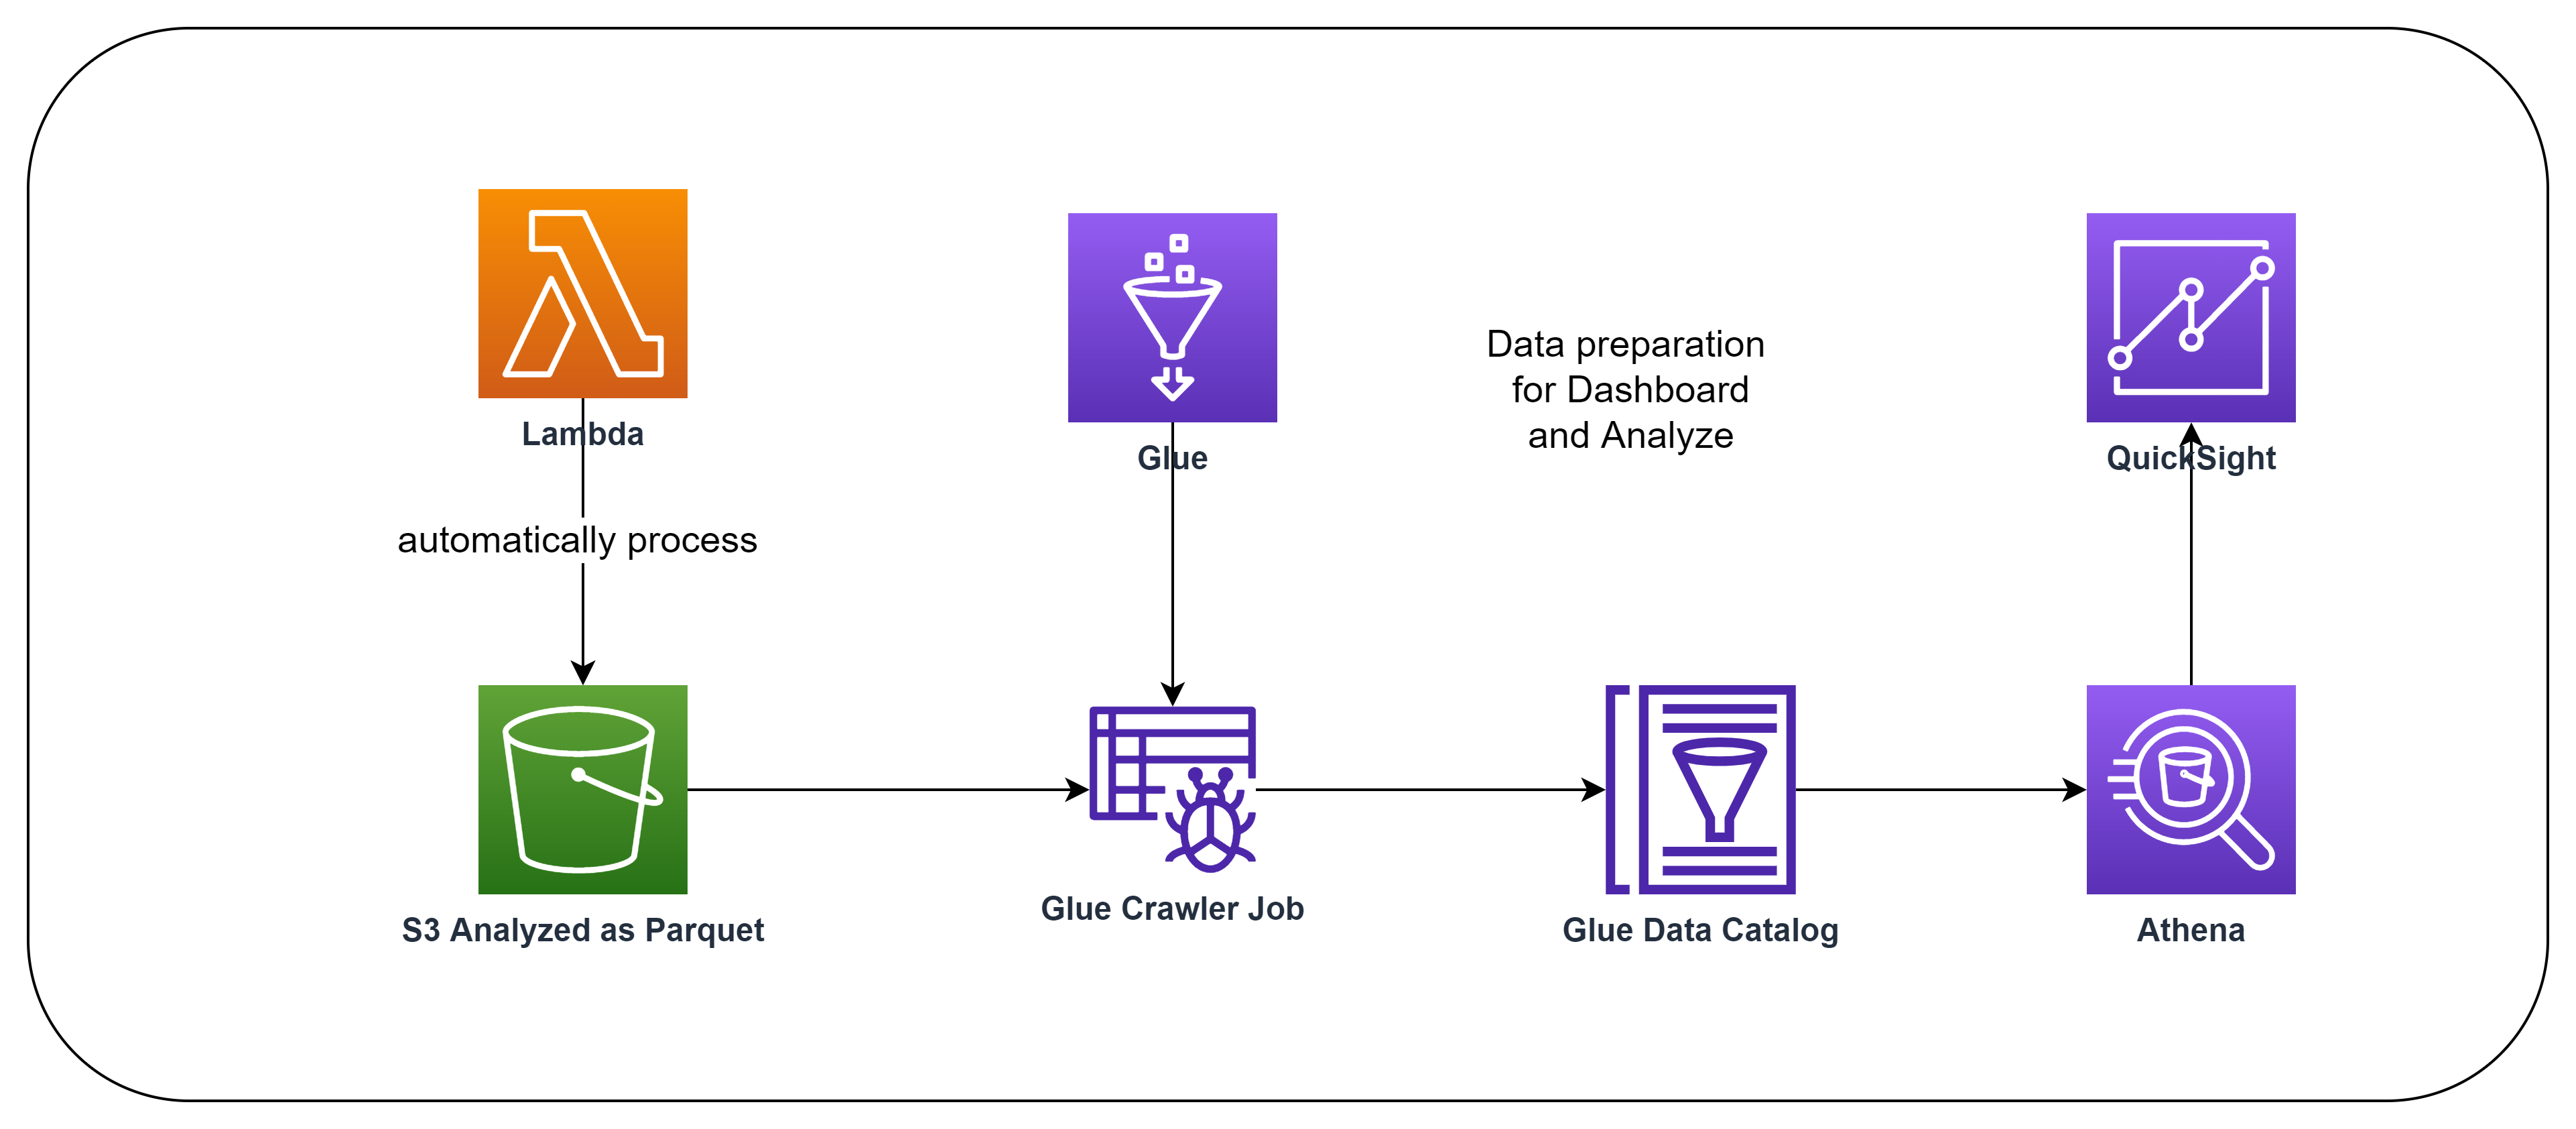 Lambda
automatically process
S3 Analyzed as Parquet
Glue
Glue Crawler Job
Data preparation
for Dashboard
and Analyze
Glue Data Catalog
QuickSight
Athena